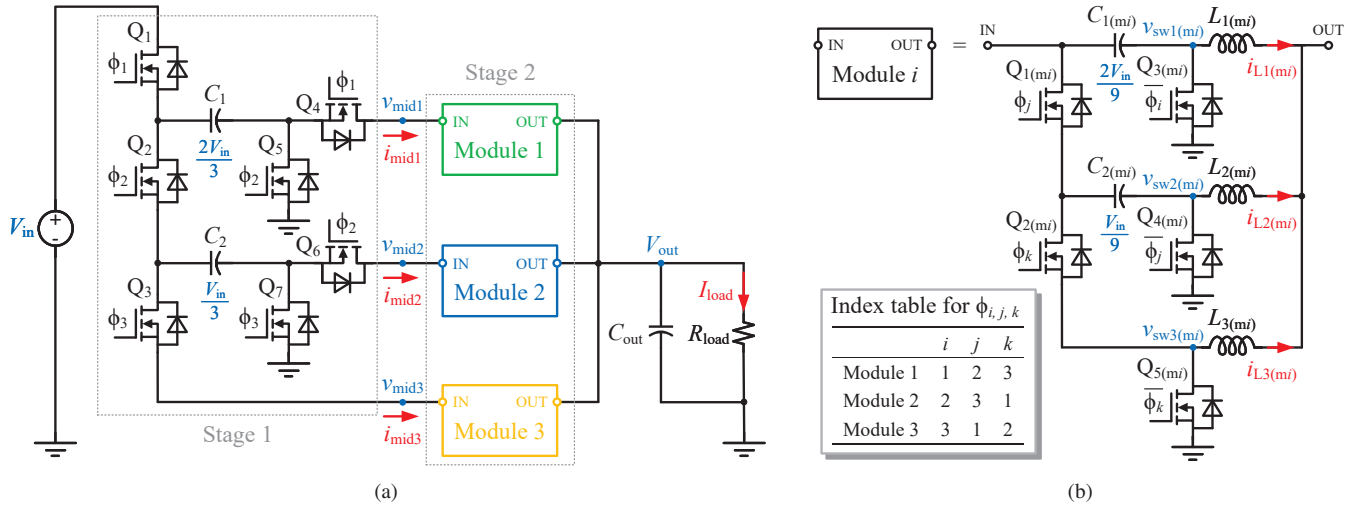 Q1
ϕ1
Q2
ϕ2
Q3
ϕ3
C1
2Vin
3
Q4
ϕ1
Q5
ϕ2
C2
Vin
3
Q6
ϕ2
Q7
ϕ3
Vin
+
-
Stage 1
vmid1
imid1
vmid2
imid2
vmid3
imid3
Stage 2
IN OUT
Module 1
IN OUT
Module 2
IN OUT
Module 3
Vout
Iload
Cout
Rload
(a)
IN OUT
Module i
=
IN
OUT
C1(mi)
2Vin
9
vsw1(mi)
L1(mi)
iL1(mi)
Q1(mi)
ϕj
Q3(mi)
ϕ̅i
C2(mi)
Vin
9
vsw2(mi)
L2(mi)
iL2(mi)
Q2(mi)
ϕk
Q4(mi)
ϕ̅j
vsw3(mi)
L3(mi)
iL3(mi)
Q5(mi)
ϕ̅k
Index table for ϕi, j, k
i j k
Module 1 1 2 3
Module 2 2 3 1
Module 3 3 1 2
(b)